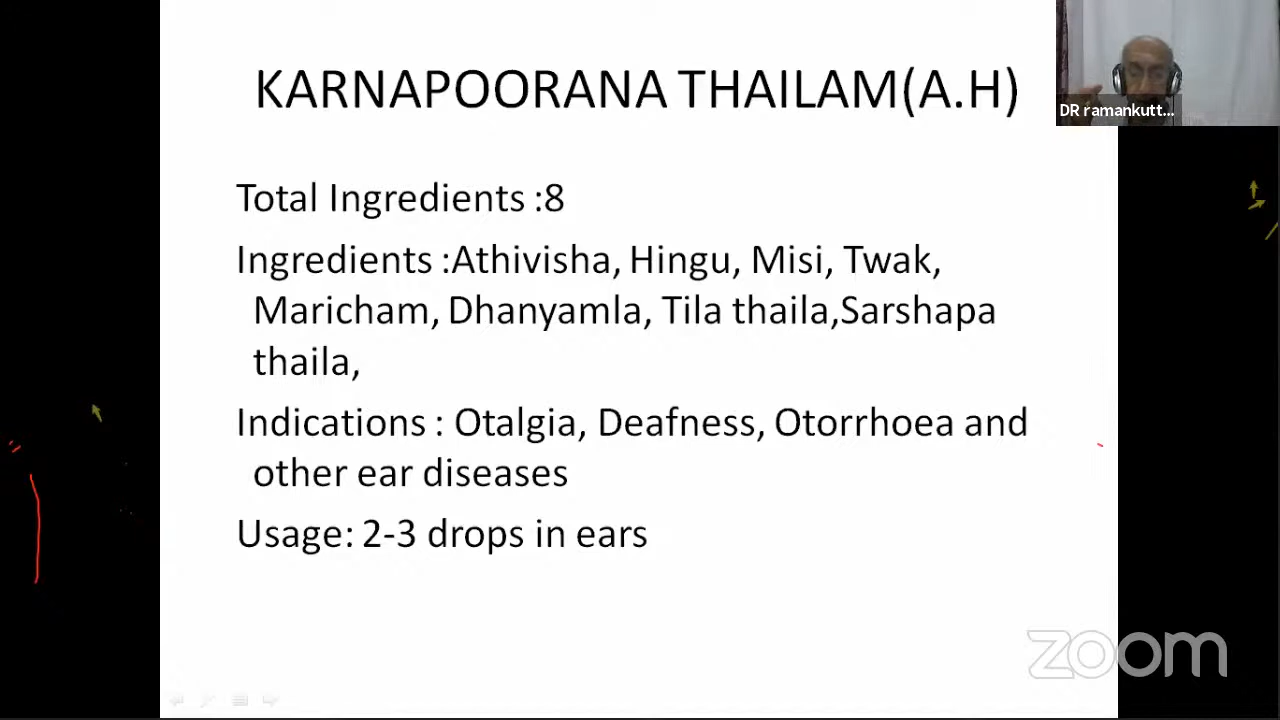 KARNAPOORANA THAILAM(A.H)
DR ramankutt...
Total Ingredients :8
Ingredients :Athivisha, Hingu, Misi, Twak,
Maricham, Dhanyamla, Tila thaila,Sarshapa
thaila,
Indications : Otalgia, Deafness, Otorrhoea and
other ear diseases
Usage: 2-3 drops in ears
zoom